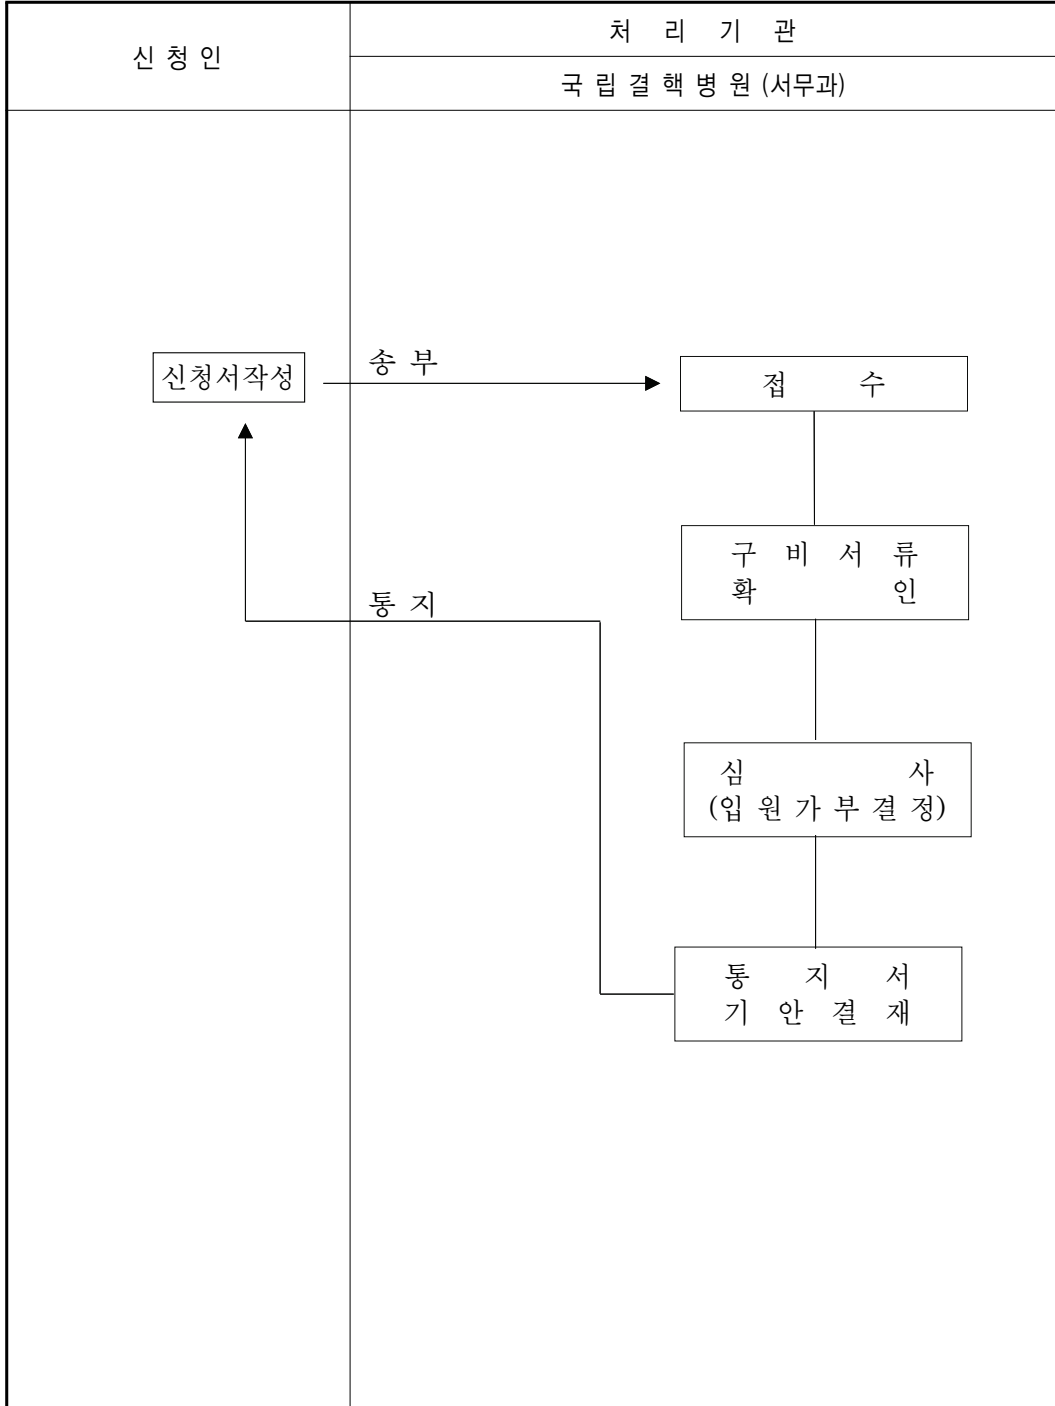 신 청 인
처 리 기 관
국 립 결 핵 병 원 (서무과)
송 부
신청서작성
접 수
구 비 서 류
확 인
통 지
심 사
(입 원 가 부 결 정)
통 지 서
기 안 결 재